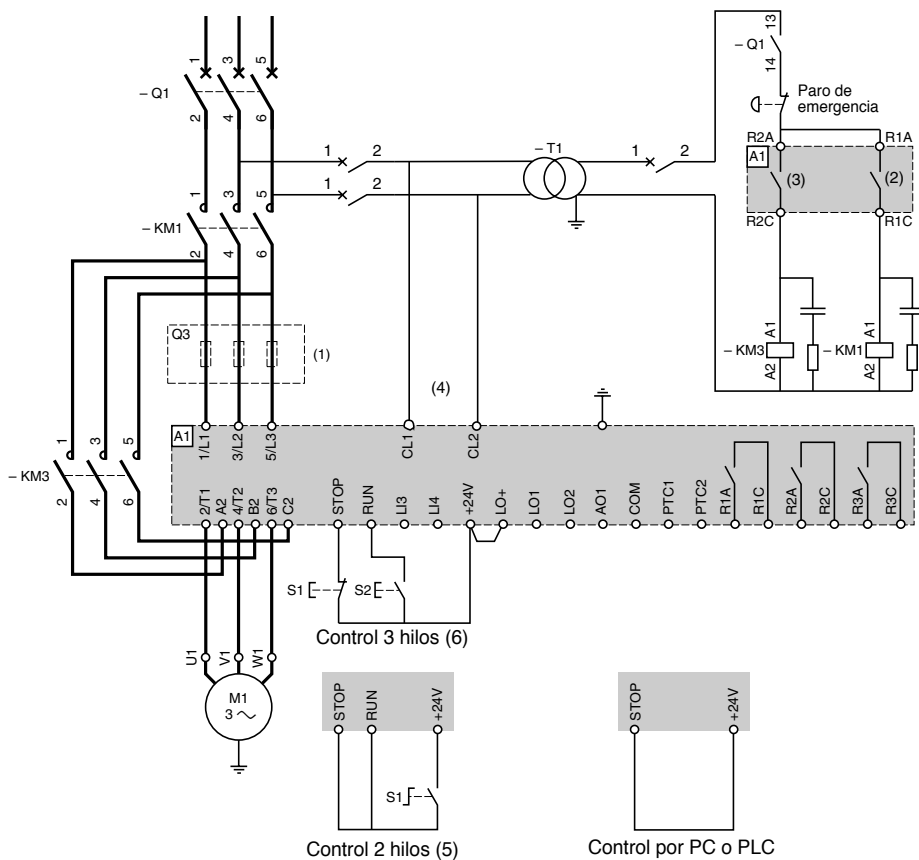 1 3 5
– Q1
2 4 6
1 2
1 2
– T1
1 2
13
– Q1
14
Paro de
emergencia
R2A R1A
A1
(3) (2)
R2C R1C
1 3 5
– KM1
2 4 6
Q3
(1)
(4)
A1 A1
– KM3 – KM1
A2 A2
A1
1/L1 3/L2 5/L3 CL1 CL2
1 3 5
– KM3
2 4 6
2/T1 A2 4/T2 B2 6/T3 C2 STOP RUN LI3 LI4 +24V LO+ LO1 LO2 AO1 COM PTC1 PTC2 R1A R1C R2A R2C R3A R3C
S1 S2
Control 3 hilos (6)
U1 V1 W1
M1
3
STOP RUN +24V
S1
Control 2 hilos (5)
STOP +24V
Control por PC o PLC